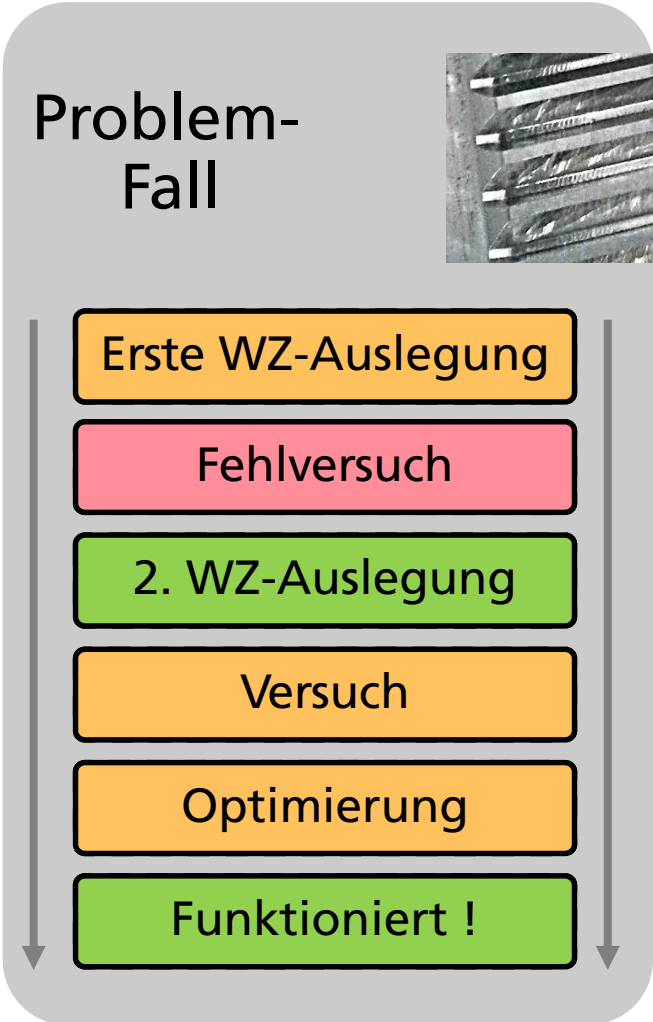 Problem-
Fall
Erste WZ-Auslegung
Fehlversuch
2. WZ-Auslegung
Versuch
Optimierung
Funktioniert !